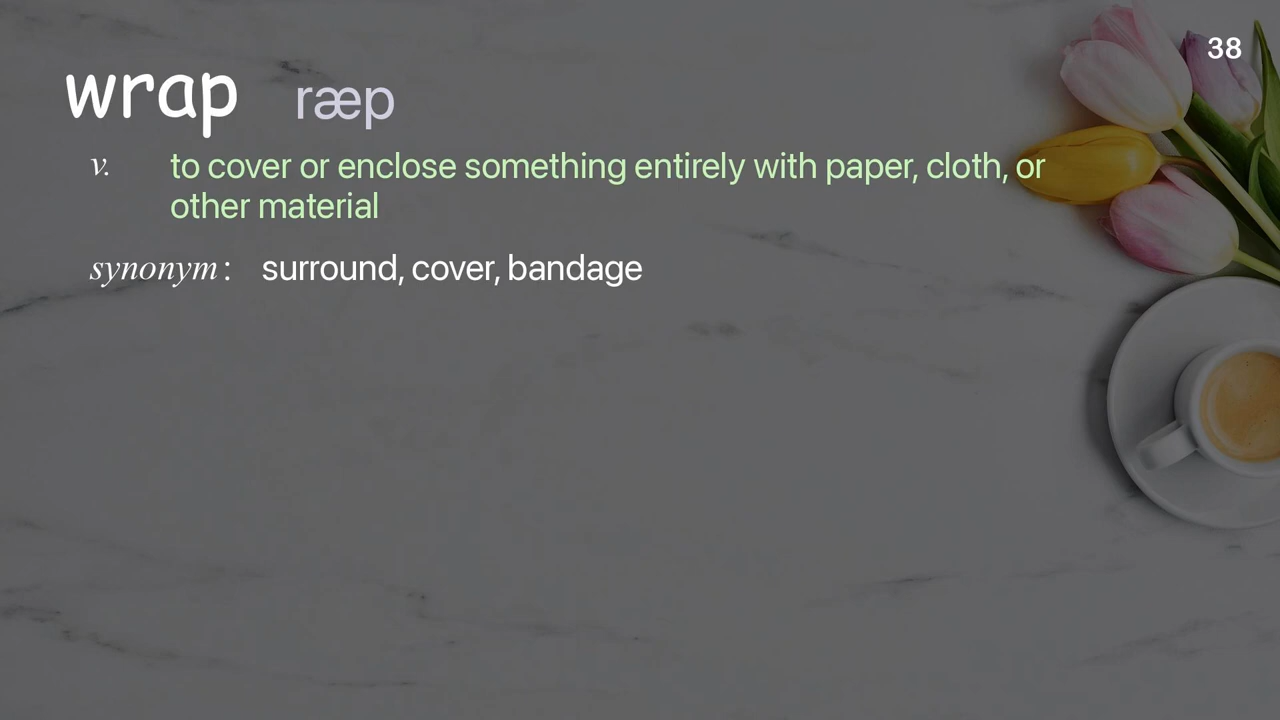 38
wrap ræp
v. to cover or enclose something entirely with paper, cloth, or
other material
synonym : surround, cover, bandage